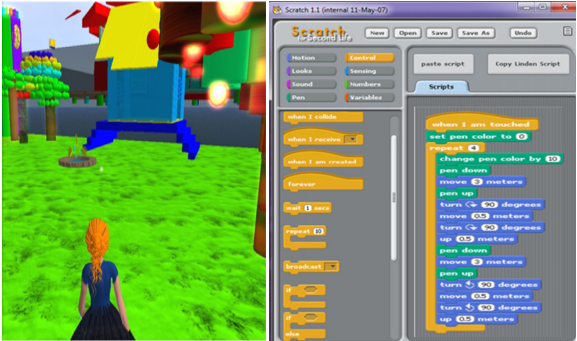 Scratch 1.1 (internal 11-May-07)
Scratch
for Second Life
New
Open
Save
Save As
Undo
Motion
Control
Looks
Sensing
Sound
Numbers
Pen
Variables
paste script
Copy Linden Script
Scripts
when I collide
when I receive
when I am created
forever
wait 1 secs
repeat 10
broadcast
if
if
else
when I am touched
set pen color to 0
repeat 4
change pen color by 10
pen down
move 3 meters
pen up
turn 90 degrees
move 0.5 meters
turn 90 degrees
up 0.5 meters
pen down
move 3 meters
pen up
turn 90 degrees
move 0.5 meters
turn 90 degrees
up 0.5 meters